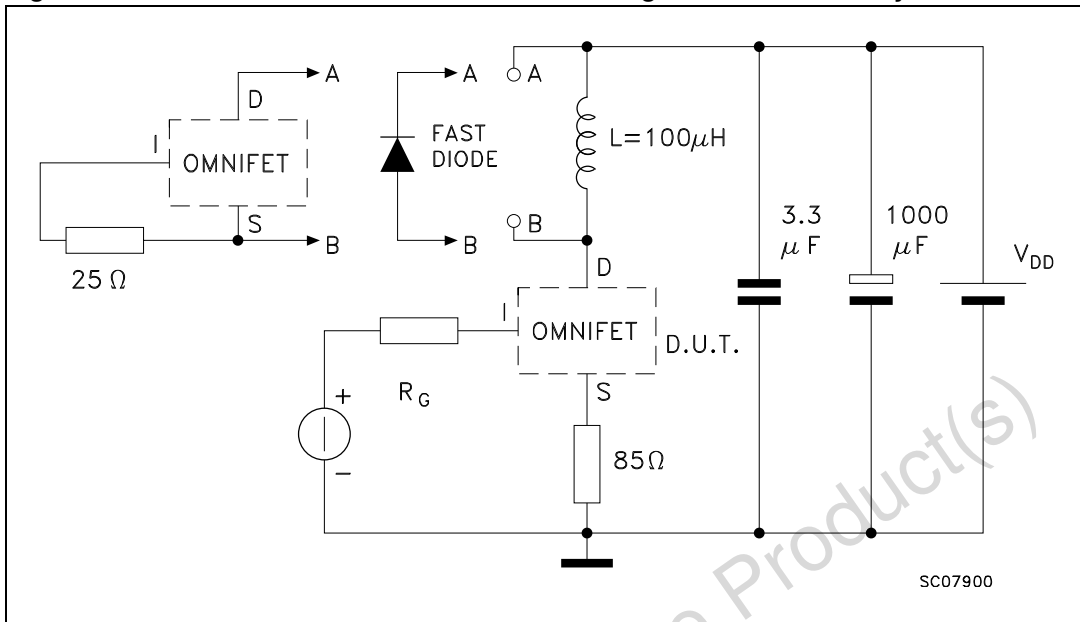 A
D
I
OMNIFET
S
B
25 Ω
A
FAST
DIODE
B
A
L=100μH
B
D
I
OMNIFET
D.U.T.
S
R_G
+
-
85Ω
3.3
μF
1000
μF
V_DD
Product(s)
SC07900